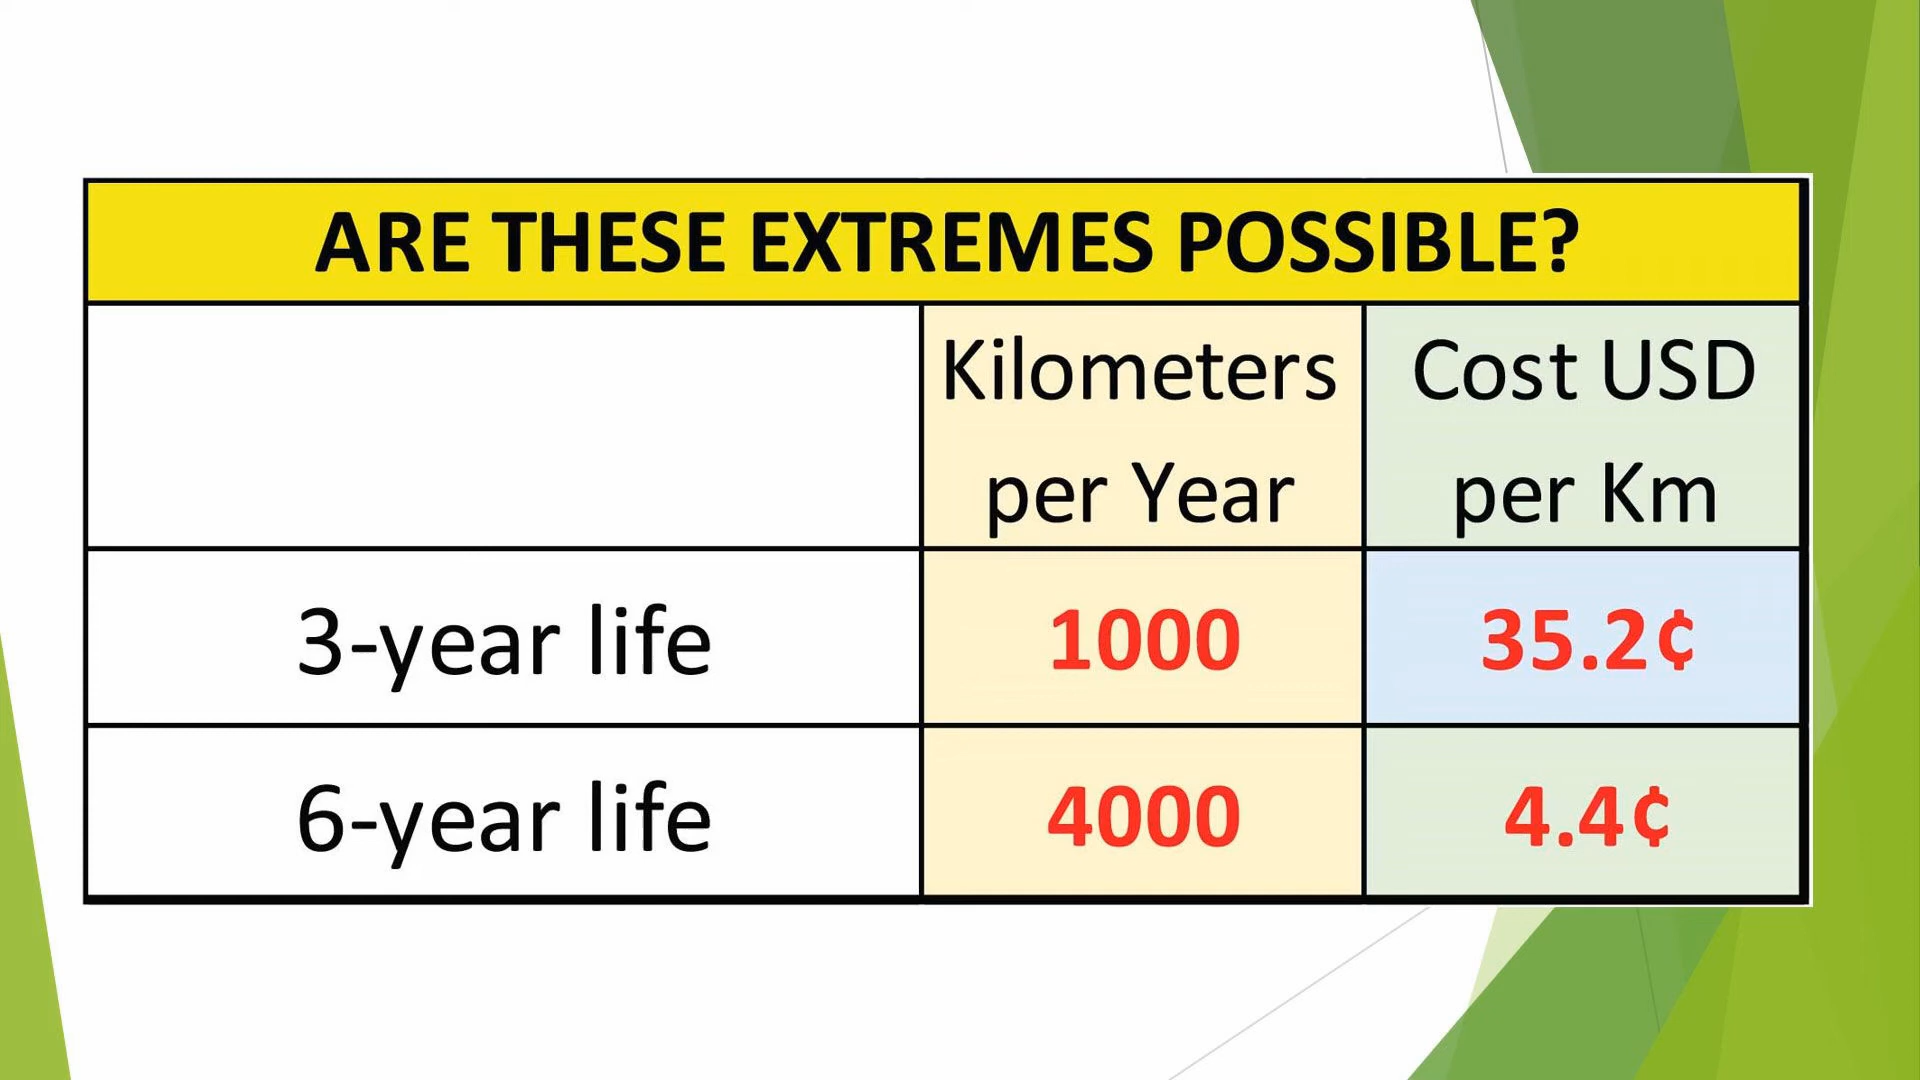 ARE THESE EXTREMES POSSIBLE?
Kilometers
per Year
Cost USD
per Km
3-year life
1000
35.2¢
6-year life
4000
4.4¢